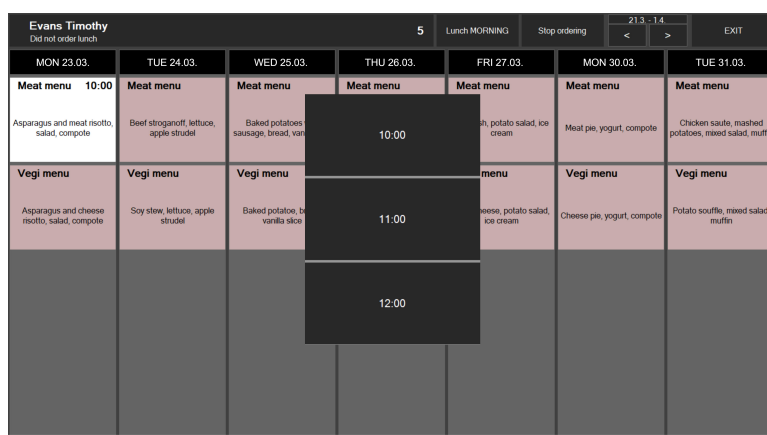 Evans Timothy
Did not order lunch
5
Lunch MORNING
Stop ordering
21.3. - 1.4.
<
>
EXIT
MON 23.03.
TUE 24.03.
WED 25.03.
THU 26.03.
FRI 27.03.
MON 30.03.
TUE 31.03.
Meat menu 10:00
Asparagus and meat risotto,
salad, compote
Meat menu
Beef stroganoff, lettuce,
apple strudel
Meat menu
Baked potatoes
sausage, bread,
Meat menu
Meat menu
potato salad, ice
cream
Meat menu
Meat pie, yogurt, compote
Meat menu
Chicken saute, mashed
potatoes, mixed salad,
10:00
11:00
12:00
Vegi menu
Asparagus and cheese
risotto, salad, compote
Vegi menu
Soy stew, lettuce, apple
strudel
Vegi menu
Baked potatoe,
vanilla slice
menu
potato salad,
ice cream
Vegi menu
Cheese pie, yogurt, compote
Vegi menu
Potato souffle, mixed salad
muffin